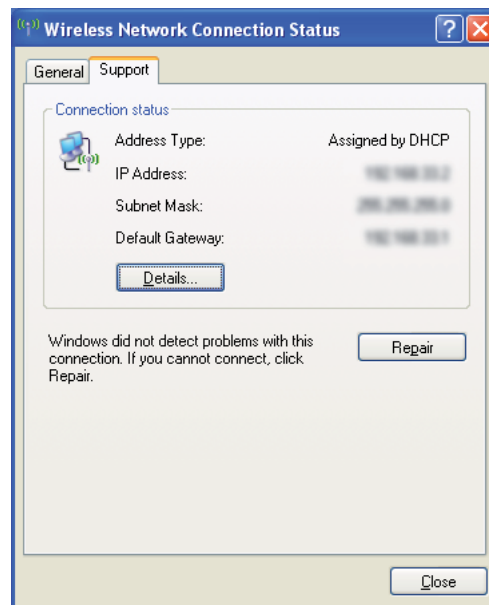 Wireless Network Connection Status
General Support
Connection status
Address Type: Assigned by DHCP
IP Address:
Subnet Mask:
Default Gateway:
Details...
Windows did not detect problems with this
connection. If you cannot connect, click
Repair.
Repair
Close